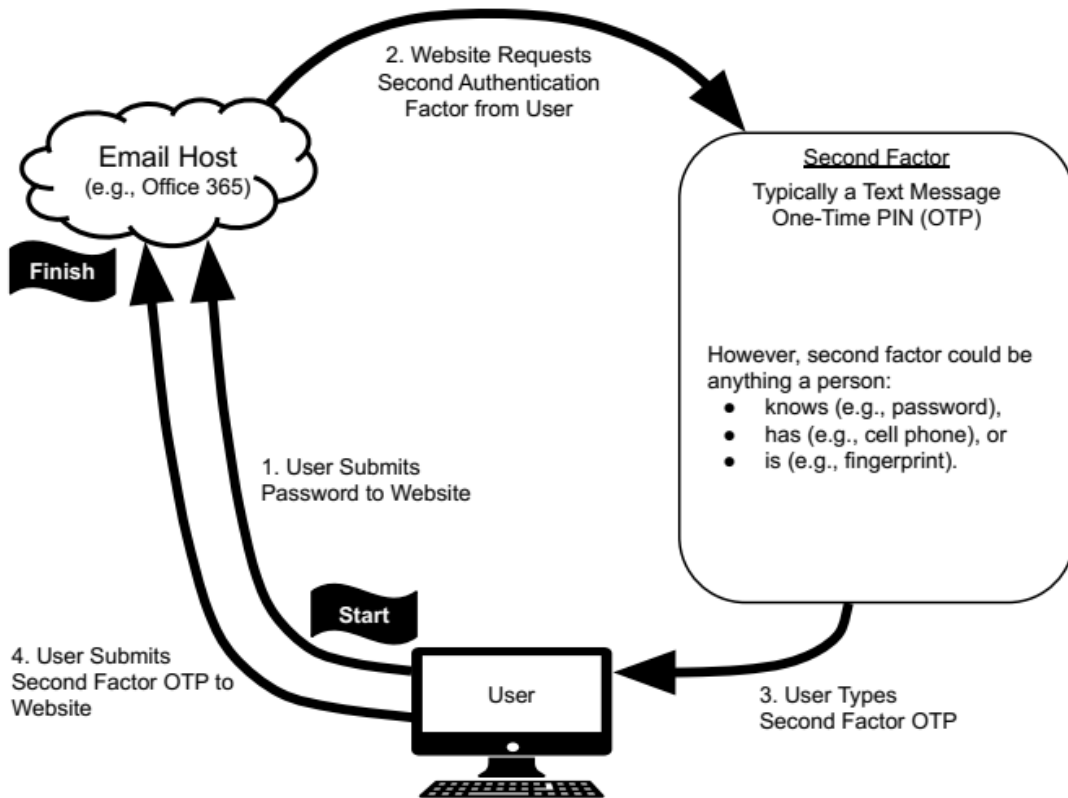 2. Website Requests
Second Authentication
Factor from User
Email Host
(e.g., Office 365)
Second Factor
Typically a Text Message
One-Time PIN (OTP)
Finish
However, second factor could be
anything a person:
● knows (e.g., password),
● has (e.g., cell phone), or
● is (e.g., fingerprint).
1. User Submits
Password to Website
Start
4. User Submits
Second Factor OTP to
Website
User
3. User Types
Second Factor OTP